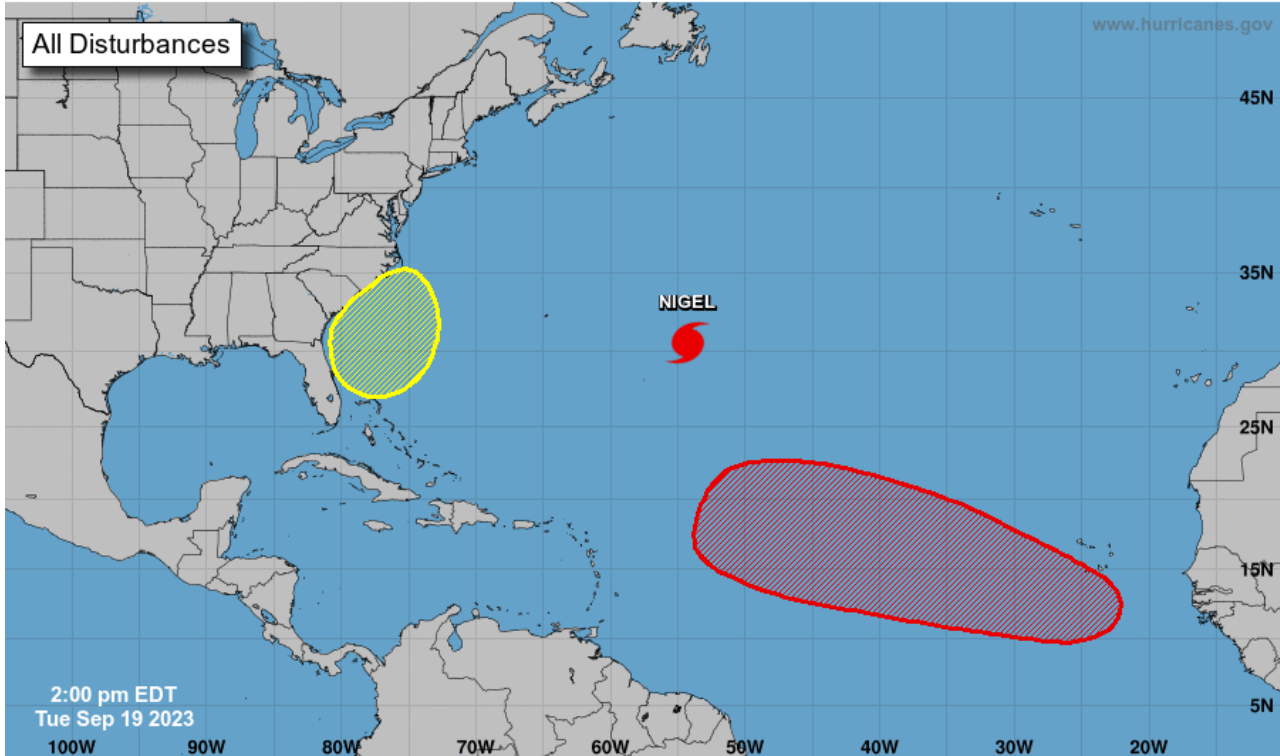 All Disturbances
www.hurricanes.gov
45N
35N
NIGEL
25N
15N
2:00 pm EDT
Tue Sep 19 2023
5N
100W 90W 80W 70W 60W 50W 40W 30W 20W